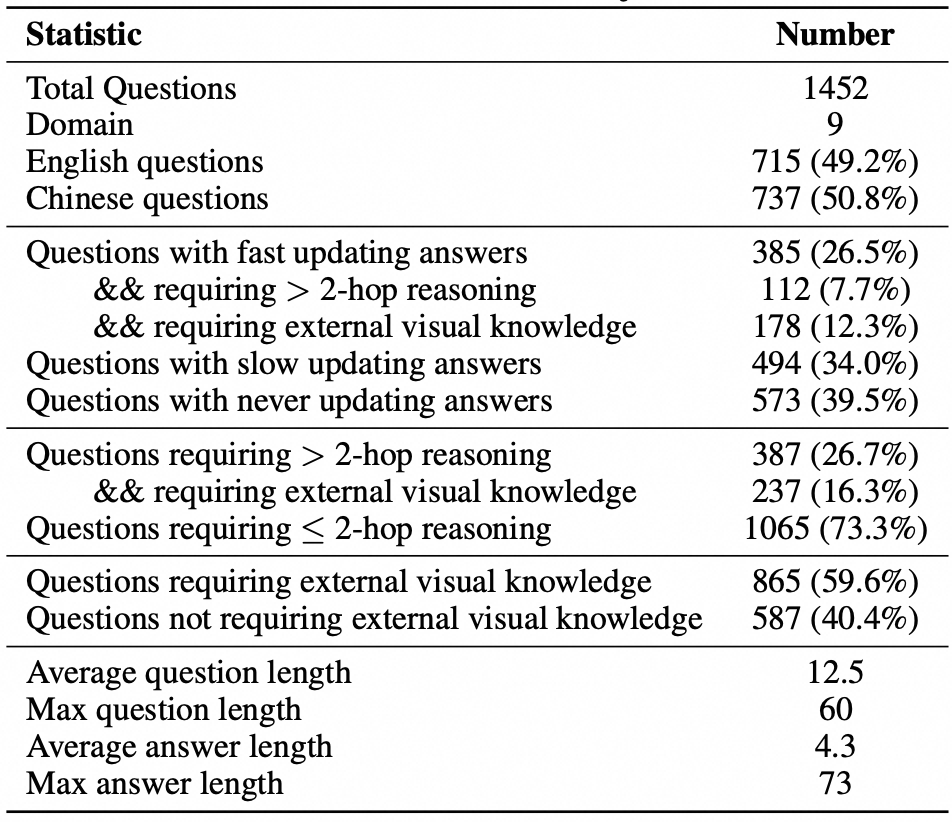 Statistic Number
Total Questions 1452
Domain 9
English questions 715 (49.2%)
Chinese questions 737 (50.8%)
Questions with fast updating answers 385 (26.5%)
&& requiring > 2-hop reasoning 112 (7.7%)
&& requiring external visual knowledge 178 (12.3%)
Questions with slow updating answers 494 (34.0%)
Questions with never updating answers 573 (39.5%)
Questions requiring > 2-hop reasoning 387 (26.7%)
&& requiring external visual knowledge 237 (16.3%)
Questions requiring ≤ 2-hop reasoning 1065 (73.3%)
Questions requiring external visual knowledge 865 (59.6%)
Questions not requiring external visual knowledge 587 (40.4%)
Average question length 12.5
Max question length 60
Average answer length 4.3
Max answer length 73